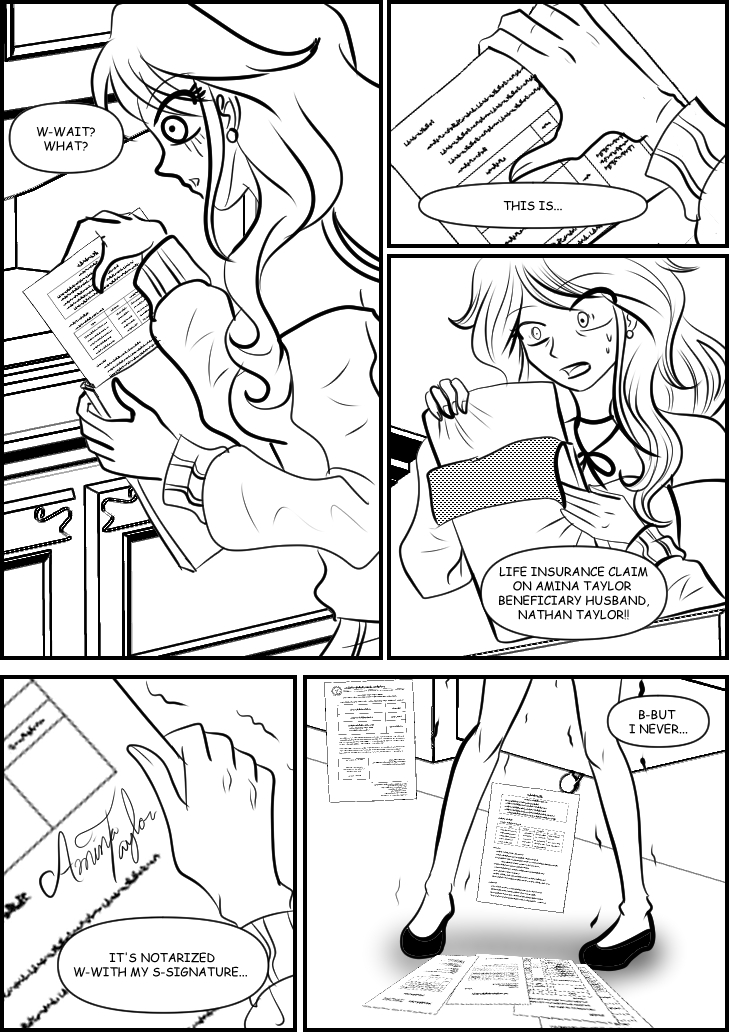 W-WAIT?
WHAT?
THIS IS...
LIFE INSURANCE CLAIM
ON AMINA TAYLOR
BENEFICIARY HUSBAND,
NATHAN TAYLOR!!
Amina
Taylor
IT'S NOTARIZED
W-WITH MY S-SIGNATURE...
B-BUT
I NEVER...